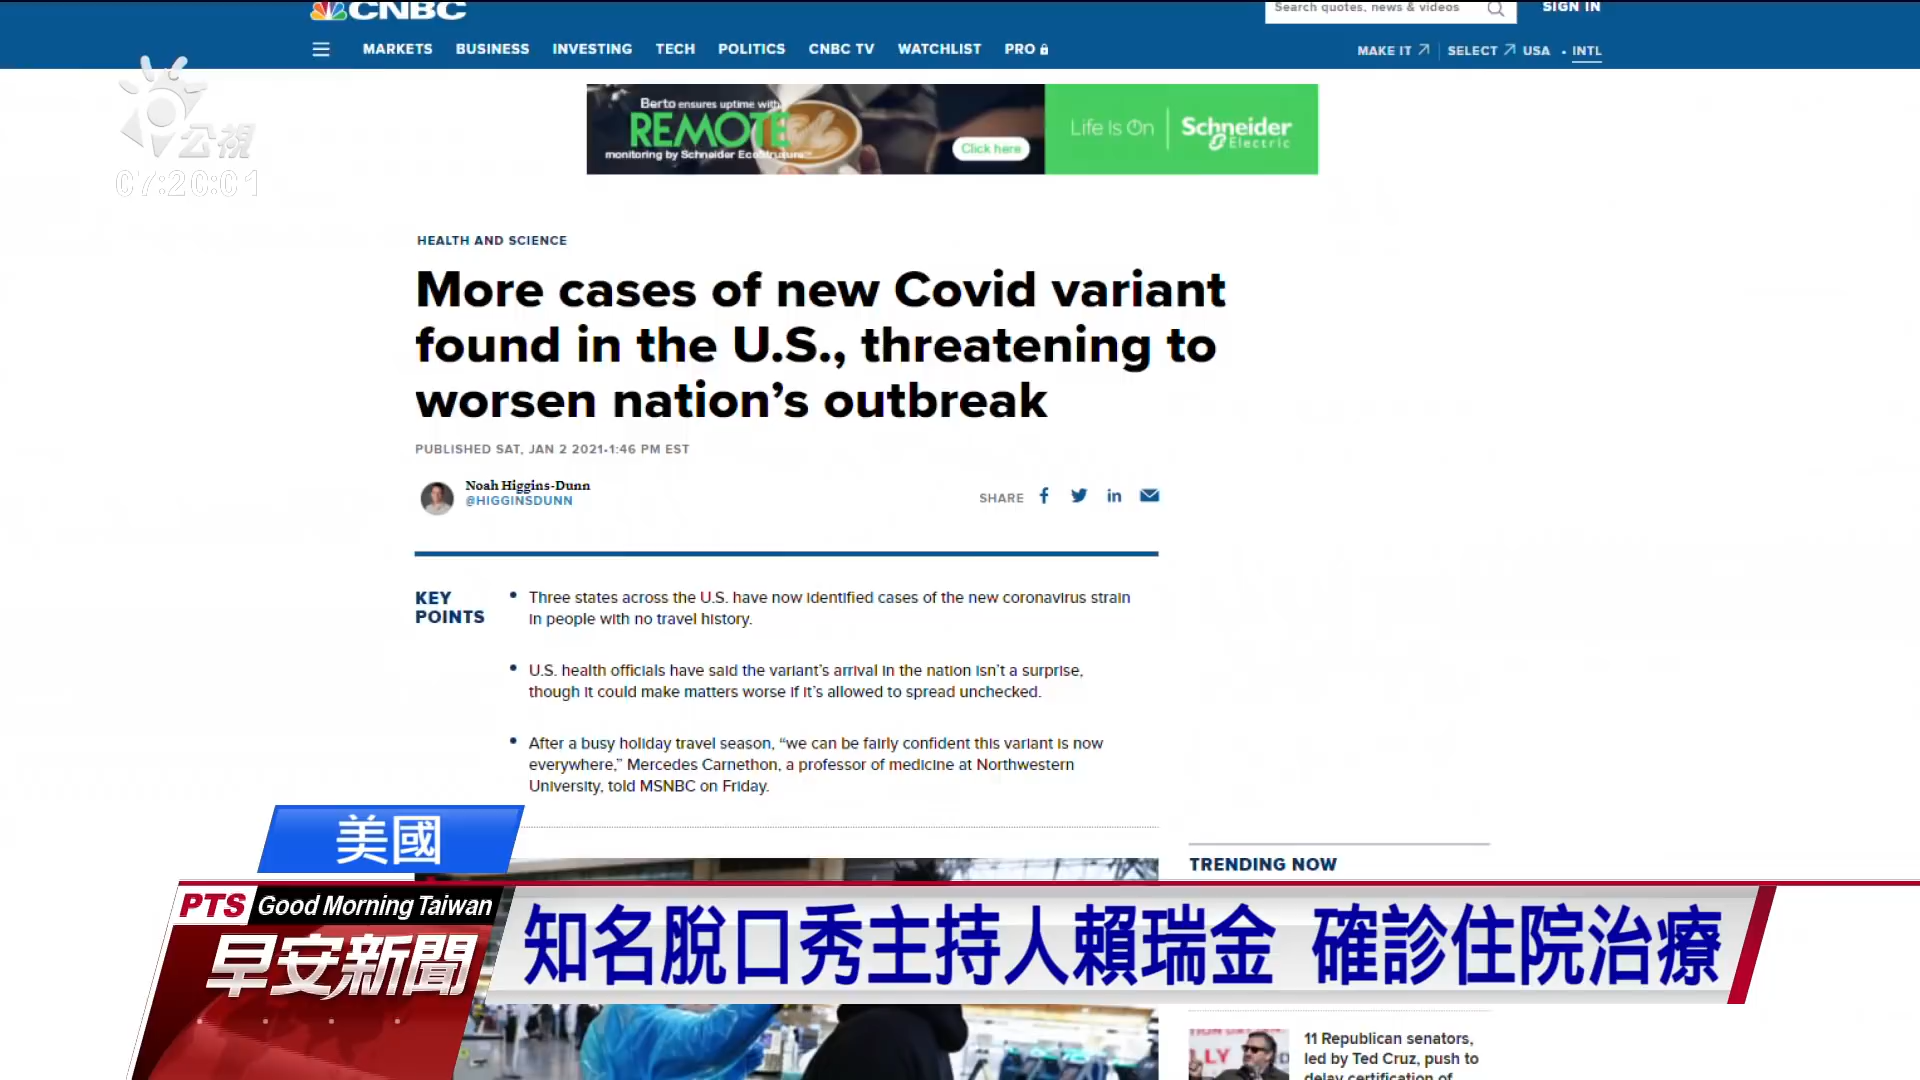 CNBC
Search quotes, news & videos
SIGN IN
MARKETS BUSINESS INVESTING TECH POLITICS CNBC TV WATCHLIST PRO
MAKE IT SELECT USA • INTL
公視
07:20:01
Berto ensures uptime with
REMOTE
monitoring by Schneider EcoStruxure™
Click here
Life Is On
Schneider
Electric
HEALTH AND SCIENCE
More cases of new Covid variant
found in the U.S., threatening to
worsen nation’s outbreak
PUBLISHED SAT, JAN 2 2021•1:46 PM EST
Noah Higgins-Dunn
@HIGGINSDUNN
SHARE
KEY
POINTS
• Three states across the U.S. have now identified cases of the new coronavirus strain
in people with no travel history.
• U.S. health officials have said the variant’s arrival in the nation isn’t a surprise,
though it could make matters worse if it’s allowed to spread unchecked.
• After a busy holiday travel season, “we can be fairly confident this variant is now
everywhere,” Mercedes Carnethon, a professor of medicine at Northwestern
University, told MSNBC on Friday.
美國
TRENDING NOW
PTS Good Morning Taiwan
早安新聞
知名脫口秀主持人賴瑞金 確診住院治療
11 Republican senators,
led by Ted Cruz, push to
delay certification of